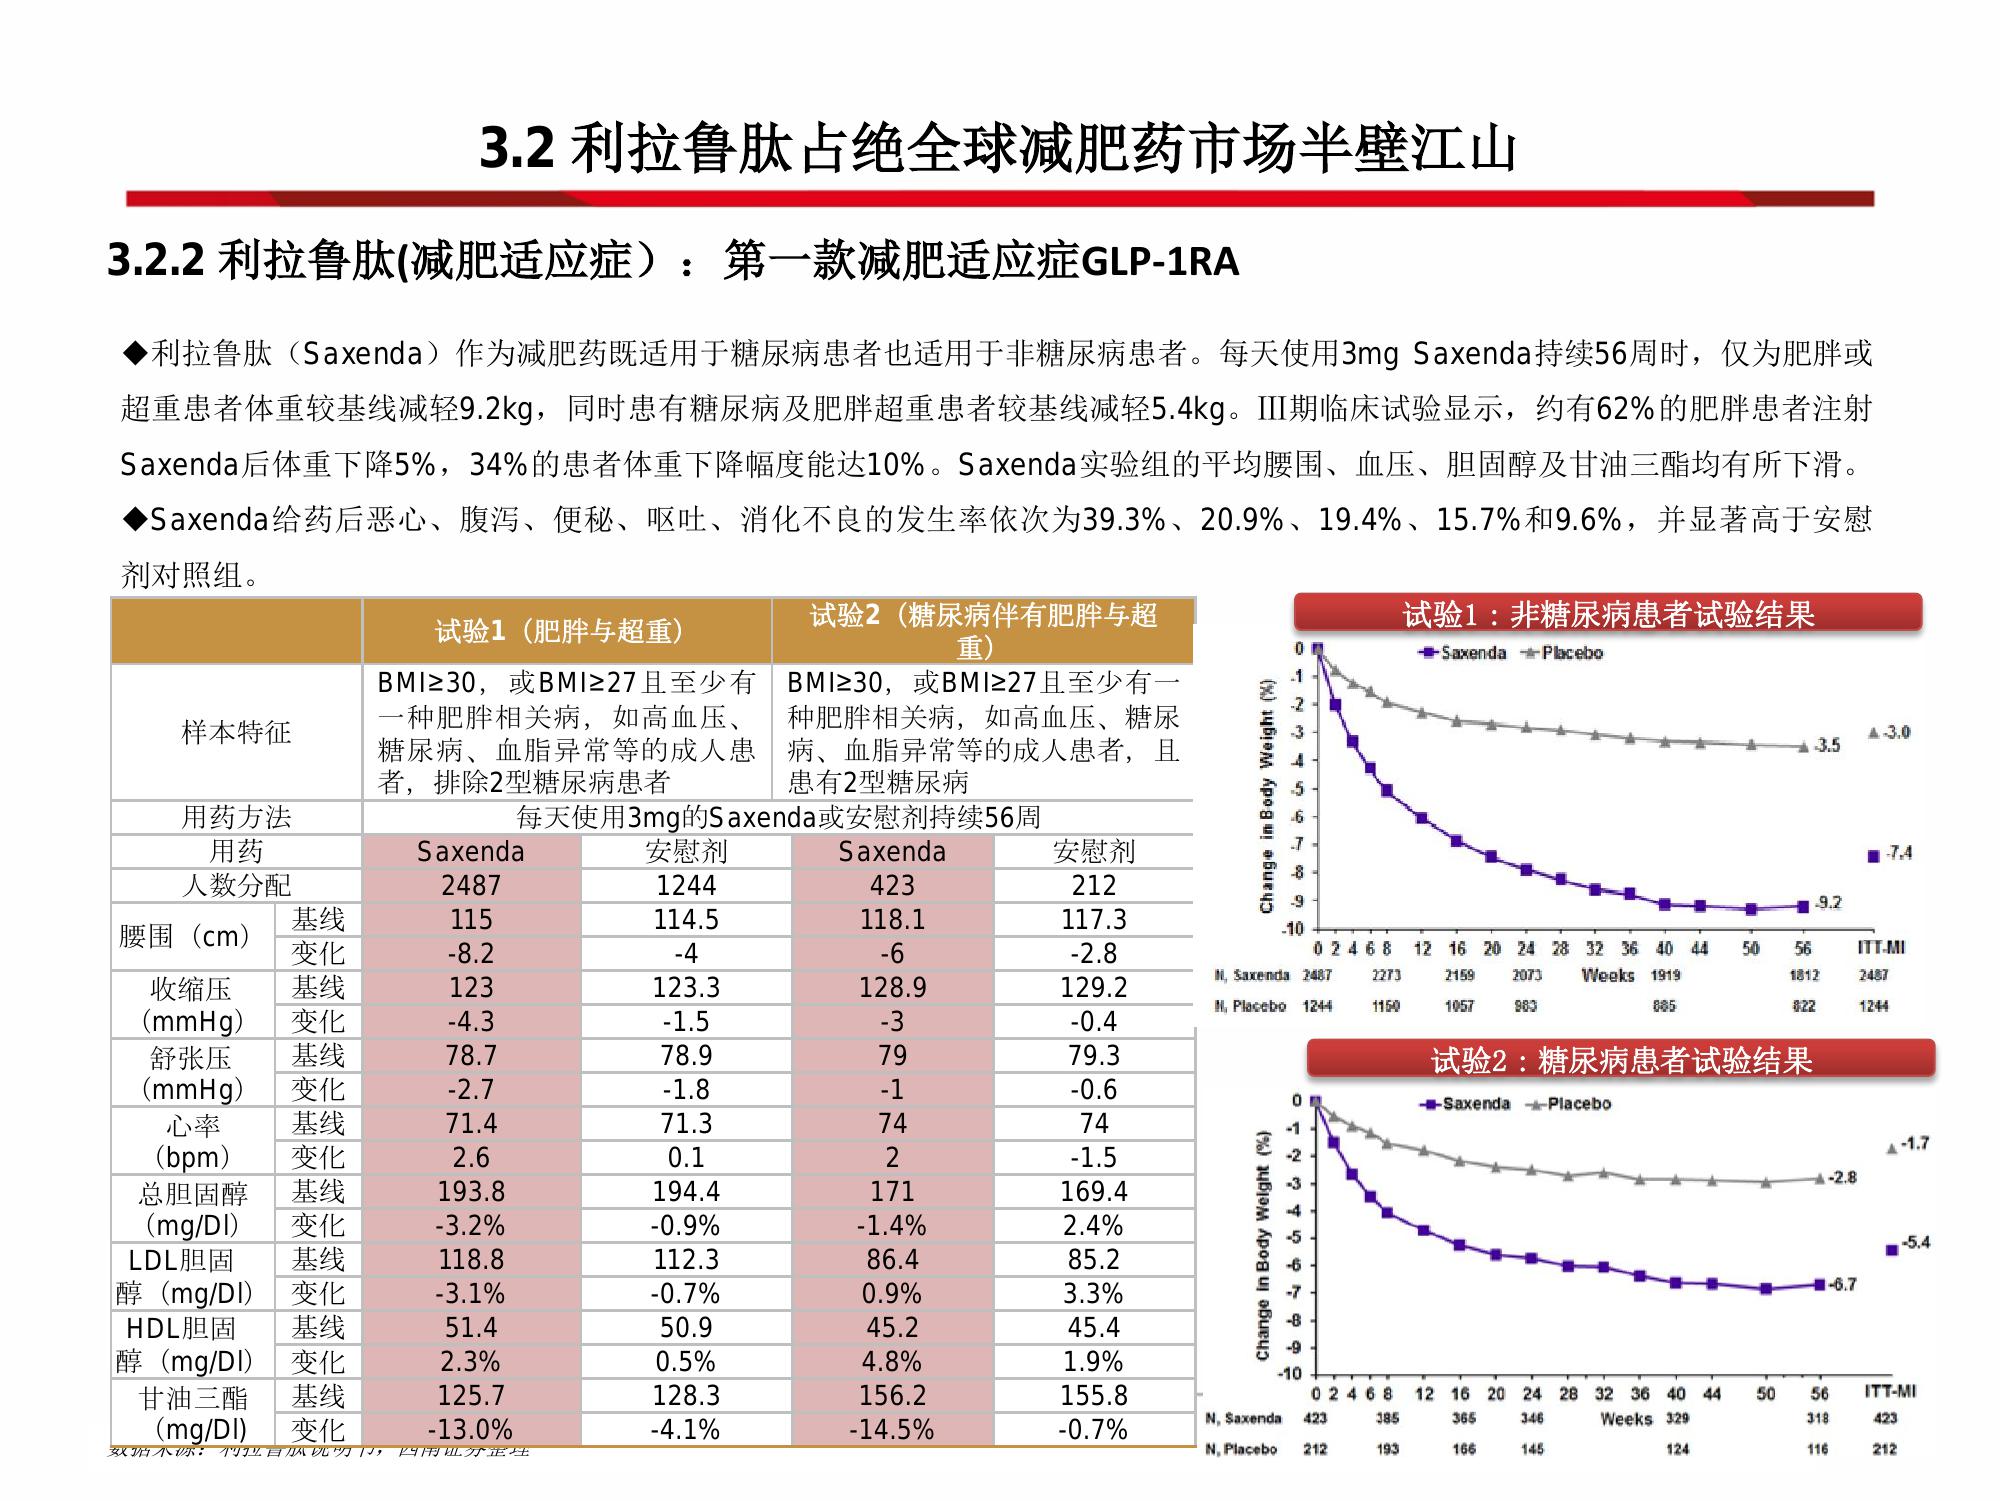 3.2 利拉鲁肽占绝全球减肥药市场半壁江山
3.2.2 利拉鲁肽(减肥适应症）：第一款减肥适应症GLP-1RA
◆利拉鲁肽（Saxenda）作为减肥药既适用于糖尿病患者也适用于非糖尿病患者。每天使用3mg Saxenda持续56周时，仅为肥胖或
超重患者体重较基线减轻9.2kg，同时患有糖尿病及肥胖超重患者较基线减轻5.4kg。Ⅲ期临床试验显示，约有62%的肥胖患者注射
Saxenda后体重下降5%，34%的患者体重下降幅度能达10%。Saxenda实验组的平均腰围、血压、胆固醇及甘油三酯均有所下滑。
◆Saxenda给药后恶心、腹泻、便秘、呕吐、消化不良的发生率依次为39.3%、20.9%、19.4%、15.7%和9.6%，并显著高于安慰
剂对照组。
试验1（肥胖与超重） 试验2（糖尿病伴有肥胖与超
重）
样本特征
BMI≥30，或BMI≥27且至少有
一种肥胖相关病，如高血压、
糖尿病、血脂异常等的成人患
者，排除2型糖尿病患者
BMI≥30，或BMI≥27且至少有一
种肥胖相关病，如高血压、糖尿
病、血脂异常等的成人患者，且
患有2型糖尿病
用药方法 每天使用3mg的Saxenda或安慰剂持续56周
用药 Saxenda 安慰剂 Saxenda 安慰剂
人数分配 2487 1244 423 212
腰围（cm） 基线 115 114.5 118.1 117.3
变化 -8.2 -4 -6 -2.8
收缩压 基线 123 123.3 128.9 129.2
（mmHg） 变化 -4.3 -1.5 -3 -0.4
舒张压 基线 78.7 78.9 79 79.3
（mmHg） 变化 -2.7 -1.8 -1 -0.6
心率 基线 71.4 71.3 74 74
（bpm） 变化 2.6 0.1 2 -1.5
总胆固醇 基线 193.8 194.4 171 169.4
（mg/Dl） 变化 -3.2% -0.9% -1.4% 2.4%
LDL胆固 基线 118.8 112.3 86.4 85.2
醇（mg/Dl） 变化 -3.1% -0.7% 0.9% 3.3%
HDL胆固 基线 51.4 50.9 45.2 45.4
醇（mg/Dl） 变化 2.3% 0.5% 4.8% 1.9%
甘油三酯 基线 125.7 128.3 156.2 155.8
（mg/Dl） 变化 -13.0% -4.1% -14.5% -0.7%
数据来源：利拉鲁肽说明书，西南证券整理
试验1：非糖尿病患者试验结果
Saxenda Placebo
Change in Body Weight (%)
0
-1
-2
-3
-4
-5
-6
-7
-8
-9
-10
-3.5
-3.0
-7.4
-9.2
0 2 4 6 8 12 16 20 24 28 32 36 40 44 50 56 ITT-MI
N, Saxenda 2487 2273 2159 2073 Weeks 1919 1812 2487
N, Placebo 1244 1150 1057 983 885 822 1244
试验2：糖尿病患者试验结果
Saxenda Placebo
Change in Body Weight (%)
0
-1
-2
-3
-4
-5
-6
-7
-8
-9
-10
-1.7
-2.8
-5.4
-6.7
0 2 4 6 8 12 16 20 24 28 32 36 40 44 50 56 ITT-MI
N, Saxenda 423 385 365 346 Weeks 329 318 423
N, Placebo 212 193 166 145 124 116 212